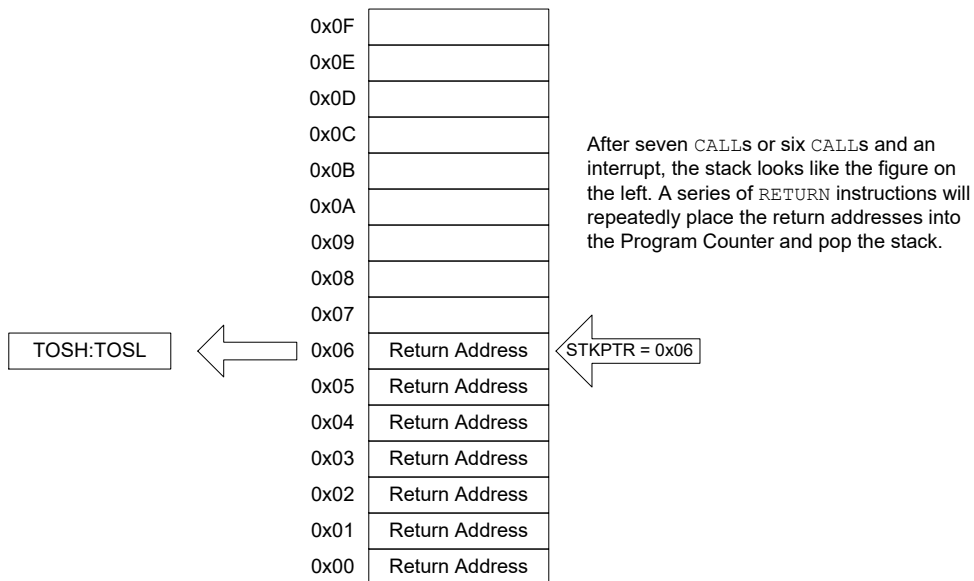 0x0F
0x0E
0x0D
0x0C
0x0B
0x0A
0x09
0x08
0x07
After seven CALLs or six CALLs and an
interrupt, the stack looks like the figure on
the left. A series of RETURN instructions will
repeatedly place the return addresses into
the Program Counter and pop the stack.
TOSH:TOSL
0x06 Return Address
STKPTR = 0x06
0x05 Return Address
0x04 Return Address
0x03 Return Address
0x02 Return Address
0x01 Return Address
0x00 Return Address